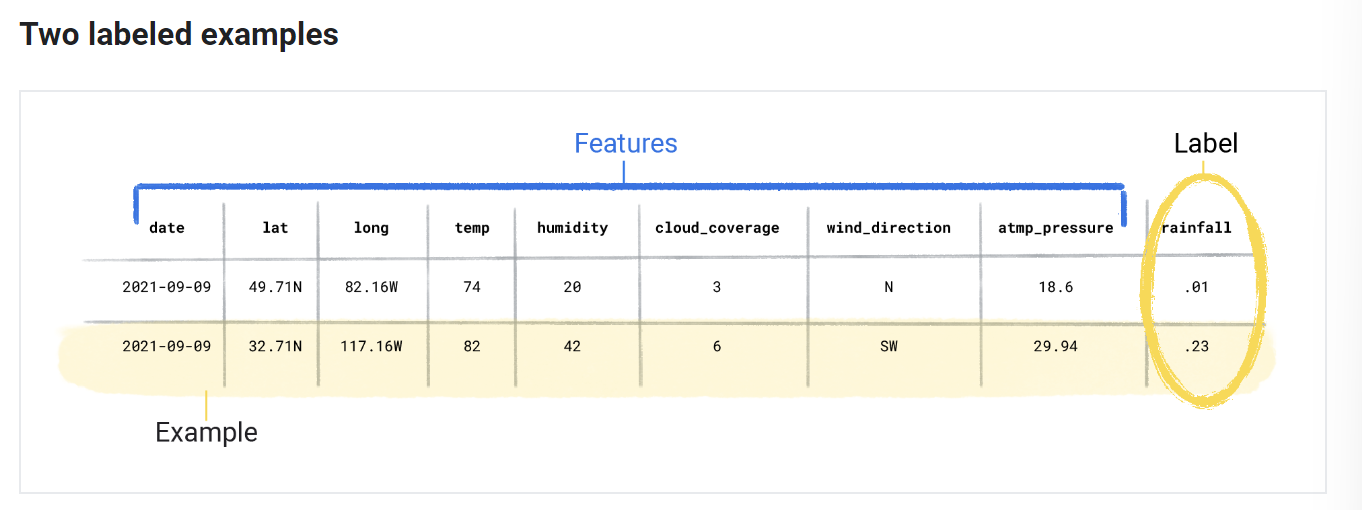 Two labeled examples
Features Label
date lat long temp humidity cloud_coverage wind_direction atmp_pressure rainfall
2021-09-09 49.71N 82.16W 74 20 3 N 18.6 .01
2021-09-09 32.71N 117.16W 82 42 6 SW 29.94 .23
Example